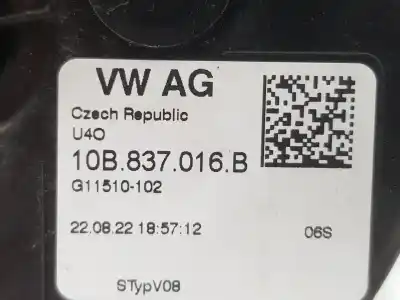 VW AG
Czech Republic
U4O
10B.837.016.B
G11510-102
22.08.22 18:57:12 06S
STypV08